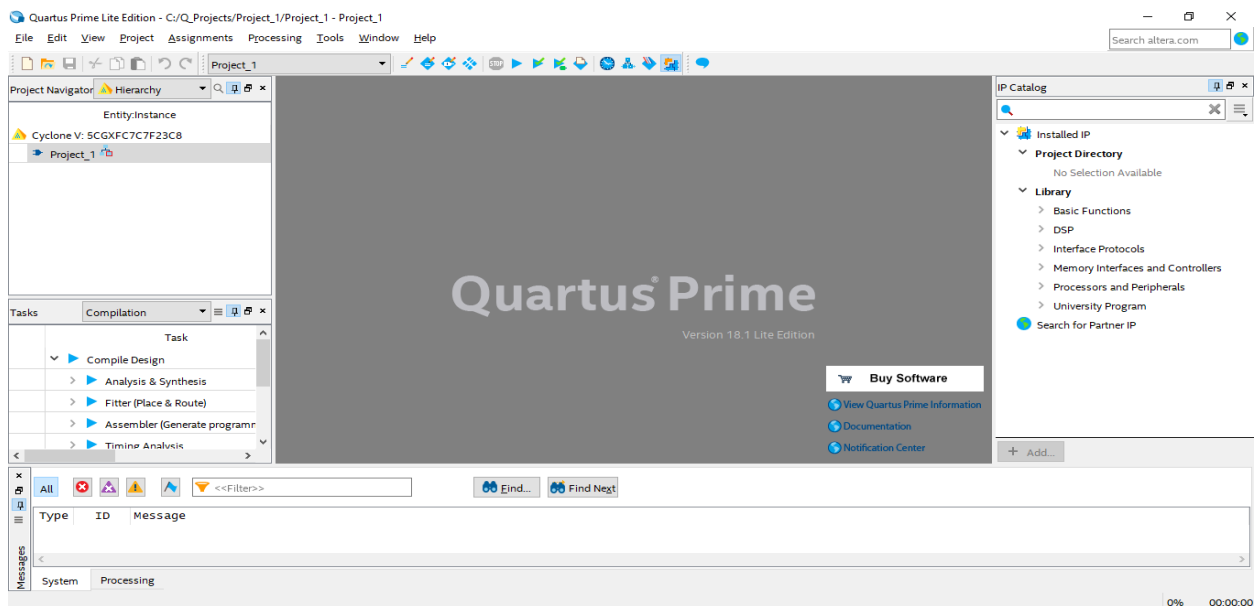 Quartus Prime Lite Edition - C:/Q_Projects/Project_1/Project_1 - Project_1
File Edit View Project Assignments Processing Tools Window Help
Search altera.com
Project_1
STOP
Project Navigator Hierarchy
Entity:Instance
Cyclone V: 5CGXFC7C7F23C8
Project_1
Tasks Compilation
Task
Compile Design
Analysis & Synthesis
Fitter (Place & Route)
Assembler (Generate programm
Timing Analysis
Quartus® Prime
Version 18.1 Lite Edition
Buy Software
View Quartus Prime Information
Documentation
Notification Center
IP Catalog
Installed IP
Project Directory
No Selection Available
Library
Basic Functions
DSP
Interface Protocols
Memory Interfaces and Controllers
Processors and Peripherals
University Program
Search for Partner IP
+ Add...
All <<Filter>> Find... Find Next
Type ID Message
Messages
System Processing
0% 00:00:00